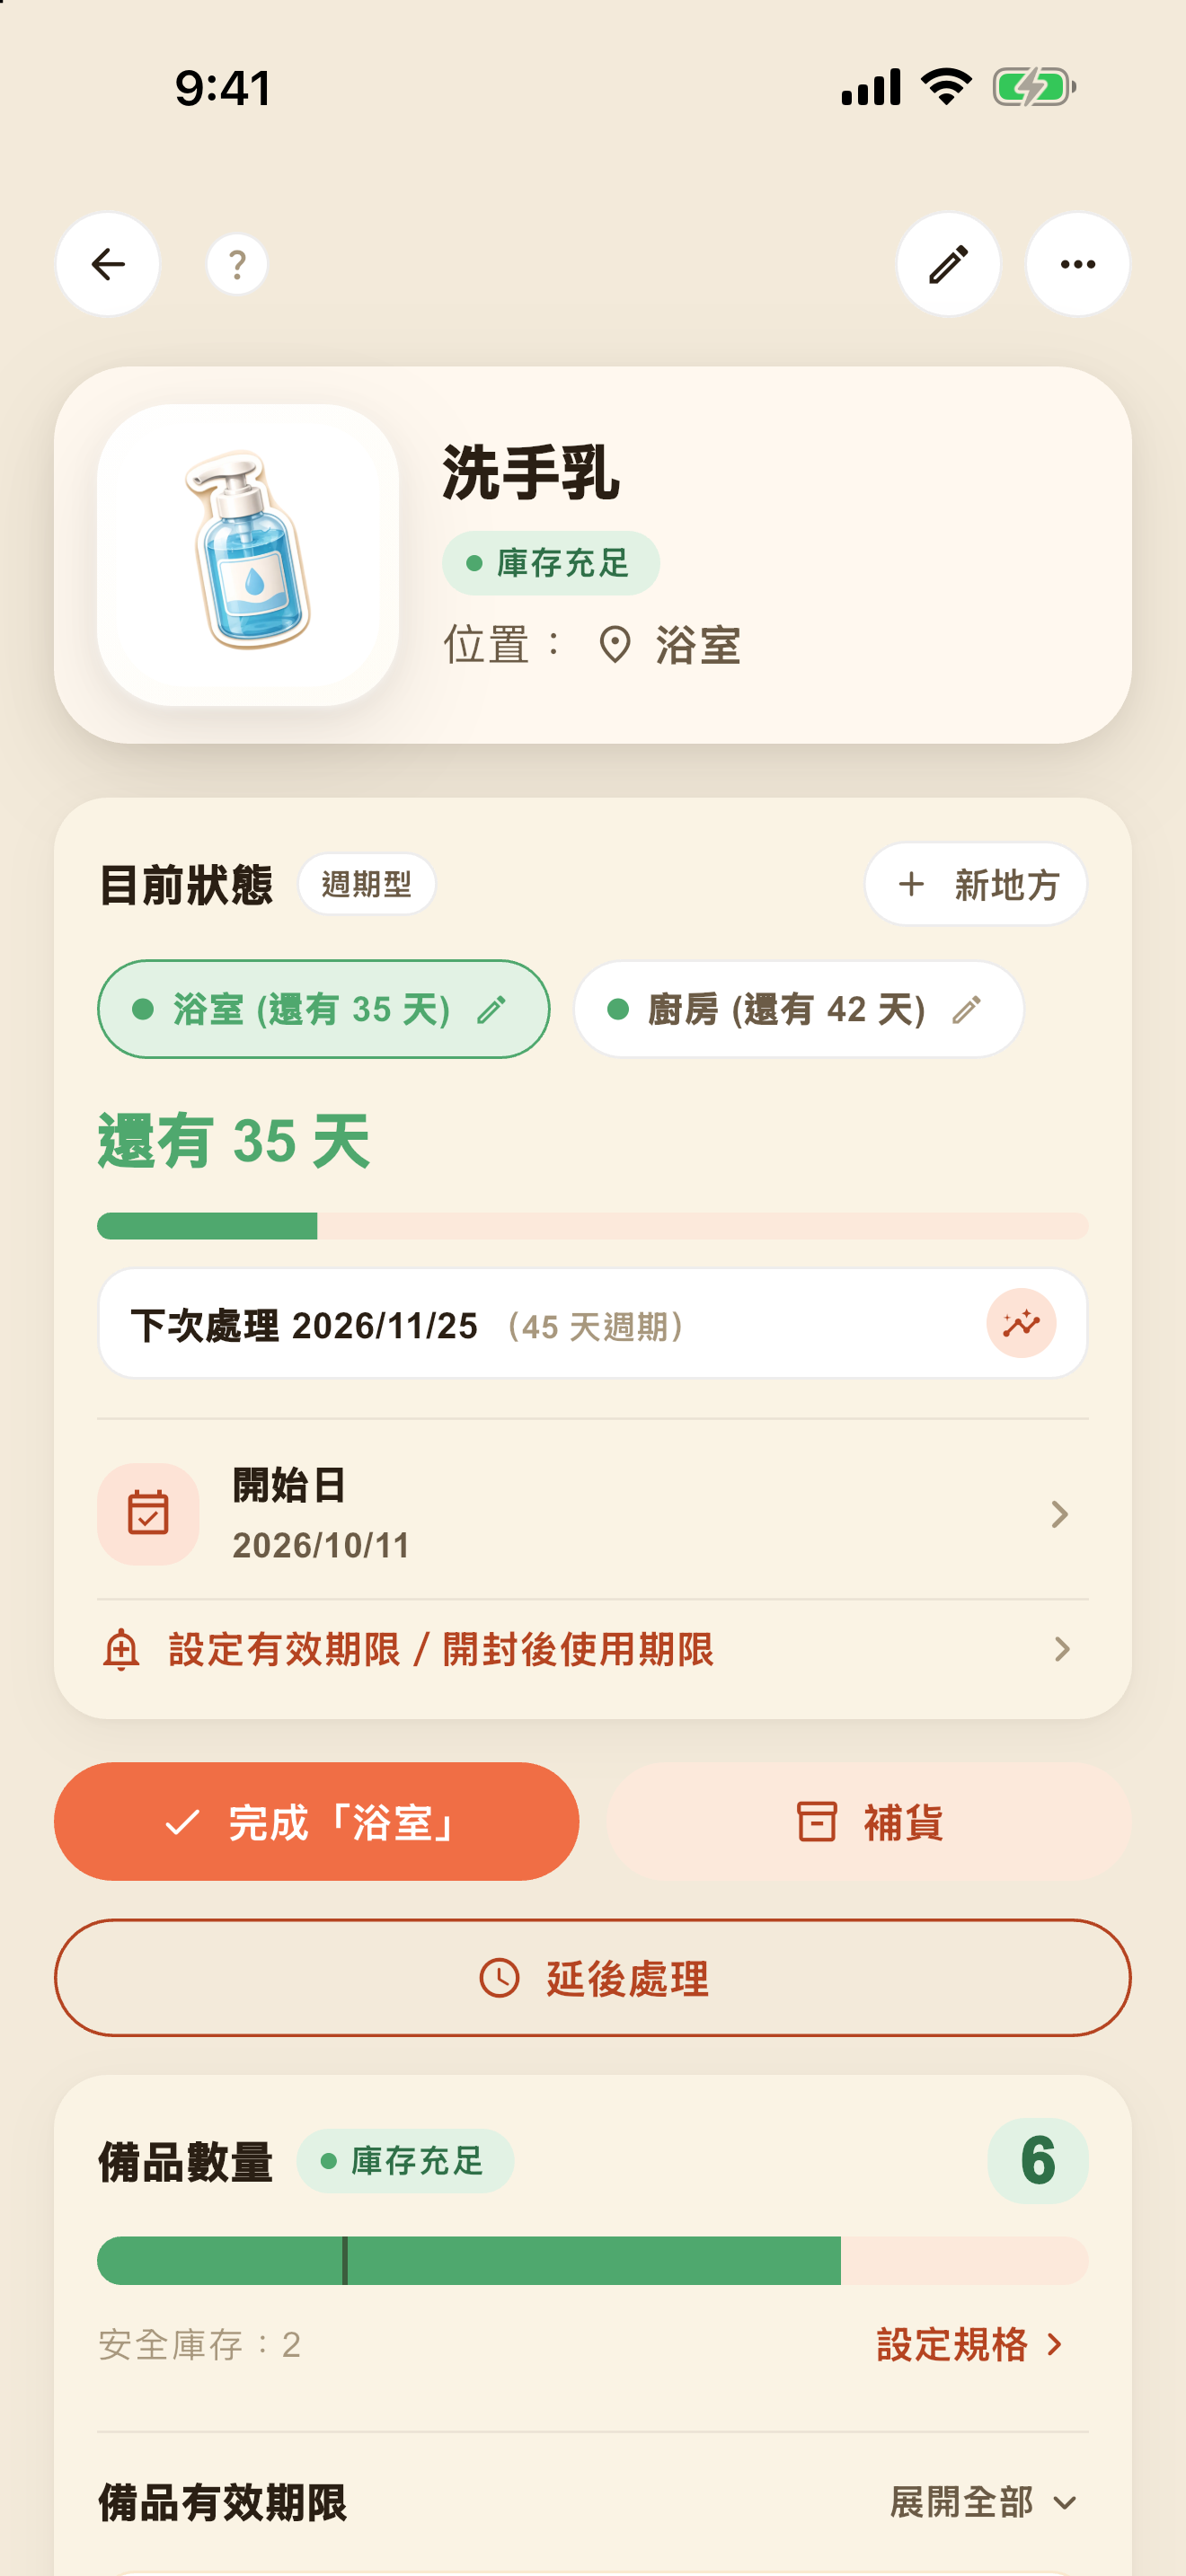 9:41
?
洗手乳
庫存充足
位置： 浴室
目前狀態 週期型 + 新地方
浴室 (還有 35 天) 廚房 (還有 42 天)
還有 35 天
下次處理 2026/11/25 （45 天週期）
開始日
2026/10/11
設定有效期限 / 開封後使用期限
完成「浴室」 補貨
延後處理
備品數量 庫存充足 6
安全庫存：2 設定規格
備品有效期限 展開全部